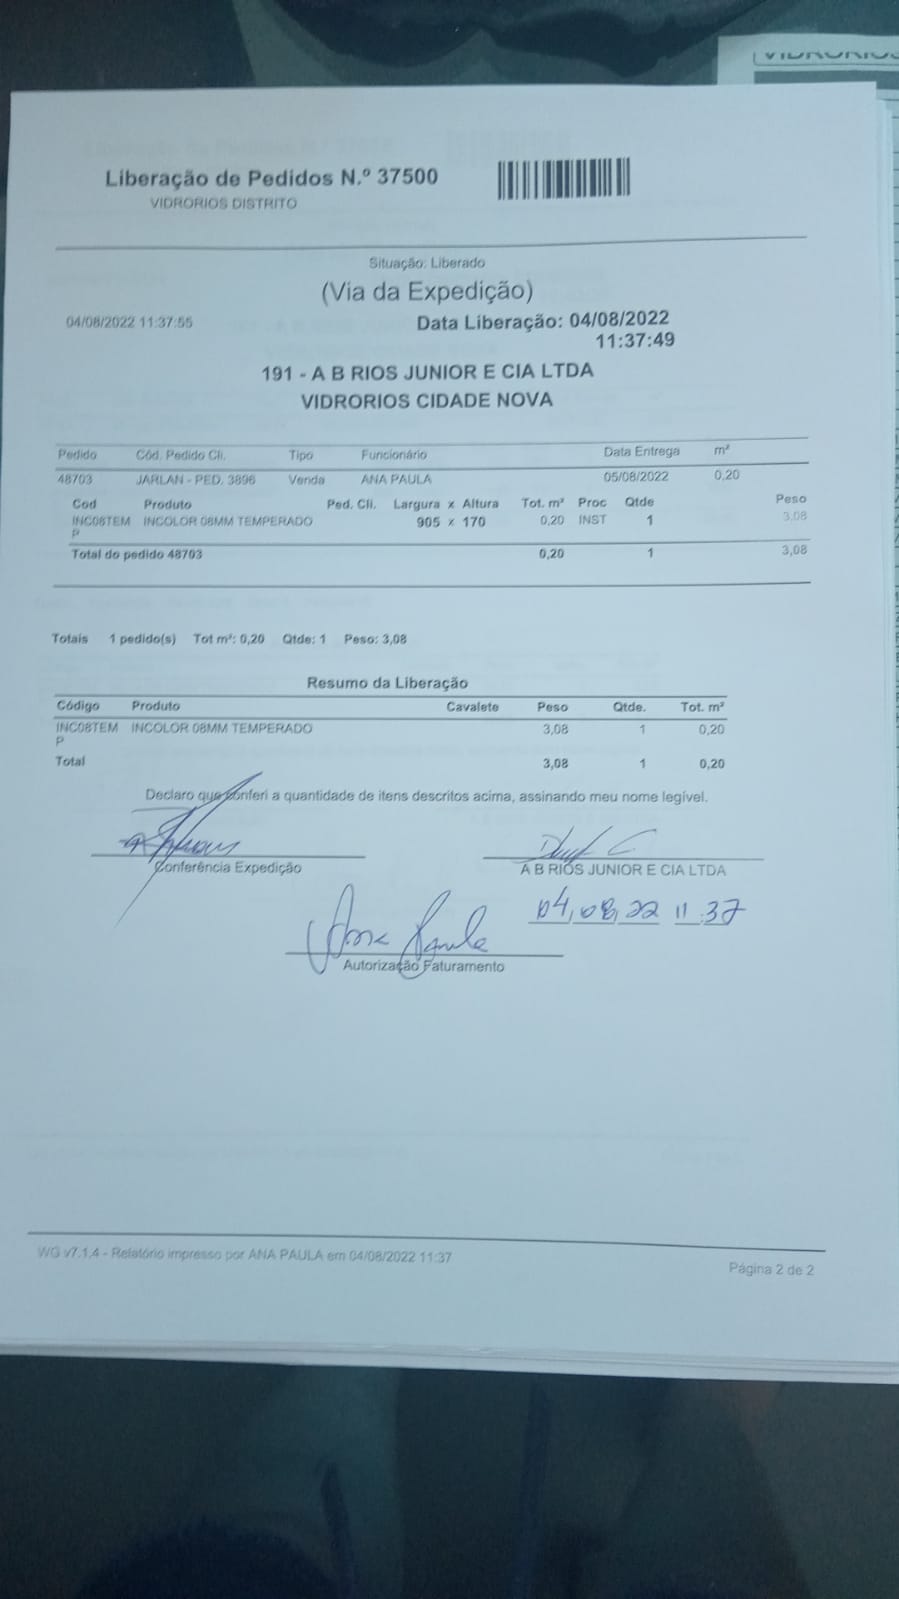 VIDRORIOS
Liberação de Pedidos N.º 37500
VIDRORIOS DISTRITO
Situação: Liberado
(Via da Expedição)
04/08/2022 11:37:55 Data Liberação: 04/08/2022
11:37:49
191 - A B RIOS JUNIOR E CIA LTDA
VIDRORIOS CIDADE NOVA
Pedido Cód. Pedido Cli. Tipo Funcionário Data Entrega m²
48703 JARLAN - PED. 3896 Venda ANA PAULA 05/08/2022 0,20
Cod Produto Ped. Cli. Largura x Altura Tot. m² Proc Qtde Peso
INC08TEM INCOLOR 08MM TEMPERADO 905 x 170 0,20 INST 1 3,08
P
Total do pedido 48703 0,20 1 3,08
Totais 1 pedido(s) Tot m²: 0,20 Qtde: 1 Peso: 3,08
Resumo da Liberação
Código Produto Cavalete Peso Qtde. Tot. m²
INC08TEM INCOLOR 08MM TEMPERADO 3,08 1 0,20
P
Total 3,08 1 0,20
Declaro que conferi a quantidade de itens descritos acima, assinando meu nome legível.
Conferência Expedição A B RIOS JUNIOR E CIA LTDA
04,08,22 11:37
Ana Paula
Autorização Faturamento
WG v7.1.4 - Relatório impresso por ANA PAULA em 04/08/2022 11:37
Página 2 de 2